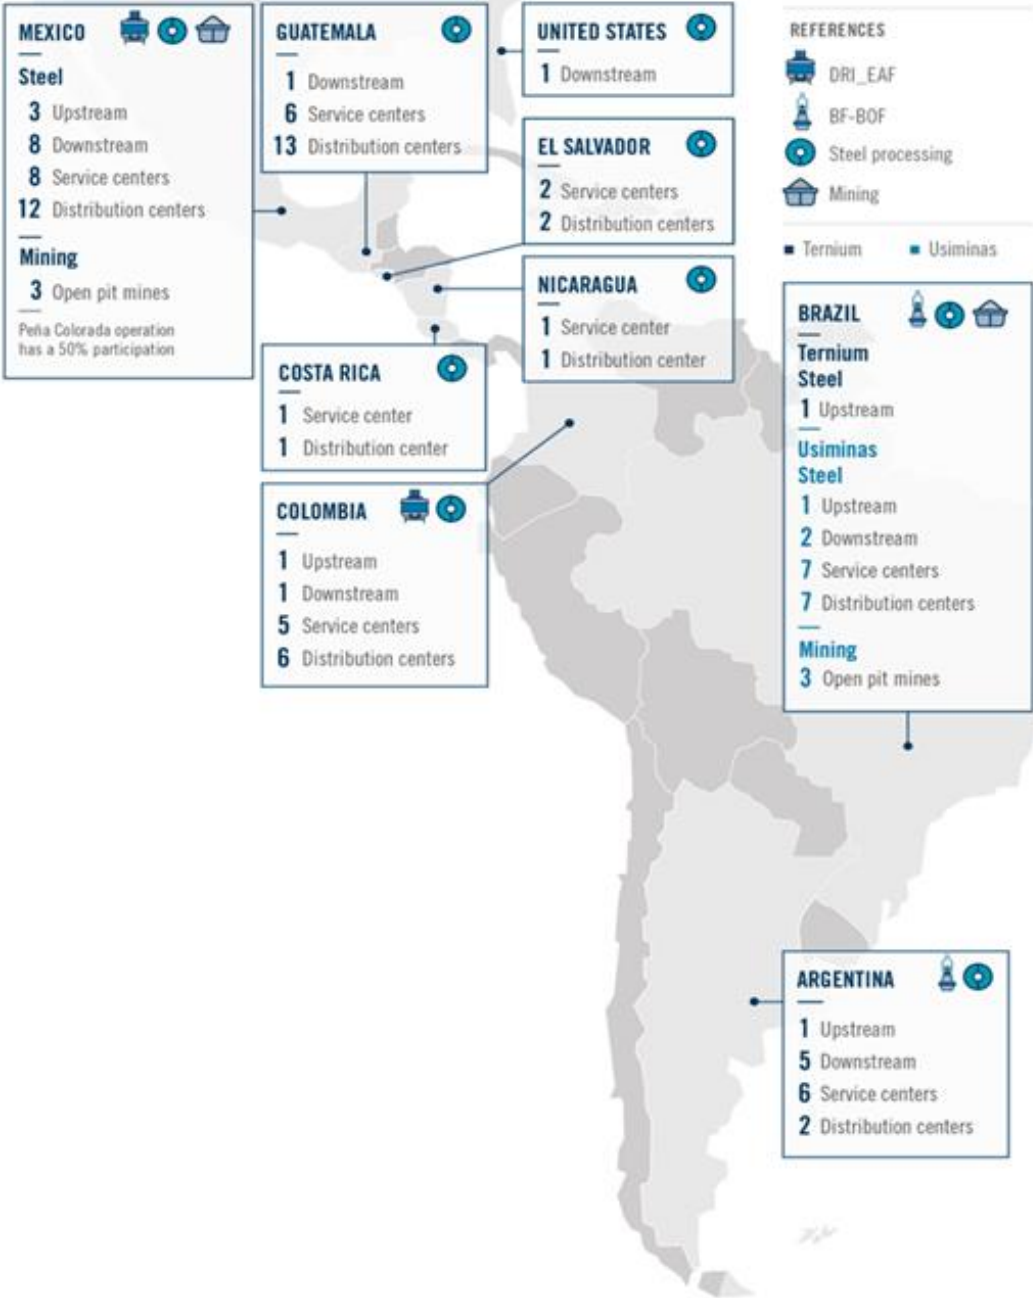 MEXICO
Steel
3 Upstream
8 Downstream
8 Service centers
12 Distribution centers
Mining
3 Open pit mines
Peña Colorada operation
has a 50% participation
GUATEMALA
1 Downstream
6 Service centers
13 Distribution centers
UNITED STATES
1 Downstream
EL SALVADOR
2 Service centers
2 Distribution centers
NICARAGUA
1 Service center
1 Distribution center
COSTA RICA
1 Service center
1 Distribution center
COLOMBIA
1 Upstream
1 Downstream
5 Service centers
6 Distribution centers
REFERENCES
DRI_EAF
BF-BOF
Steel processing
Mining
Ternium Usiminas
BRAZIL
Ternium
Steel
1 Upstream
Usiminas
Steel
1 Upstream
2 Downstream
7 Service centers
7 Distribution centers
Mining
3 Open pit mines
ARGENTINA
1 Upstream
5 Downstream
6 Service centers
2 Distribution centers